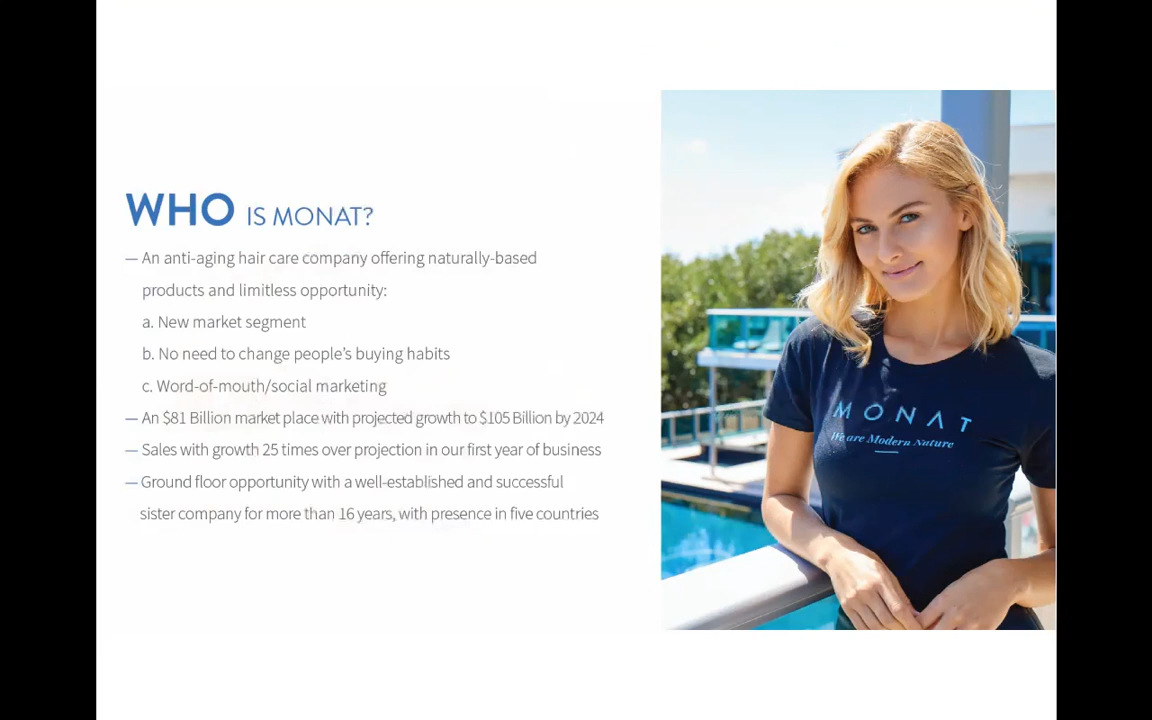 WHO IS MONAT?
— An anti-aging hair care company offering naturally-based
products and limitless opportunity:
a. New market segment
b. No need to change people's buying habits
c. Word-of-mouth/social marketing
— An $81 Billion market place with projected growth to $105 Billion by 2024
— Sales with growth 25 times over projection in our first year of business
— Ground floor opportunity with a well-established and successful
sister company for more than 16 years, with presence in five countries
MONAT
We are Modern Nature